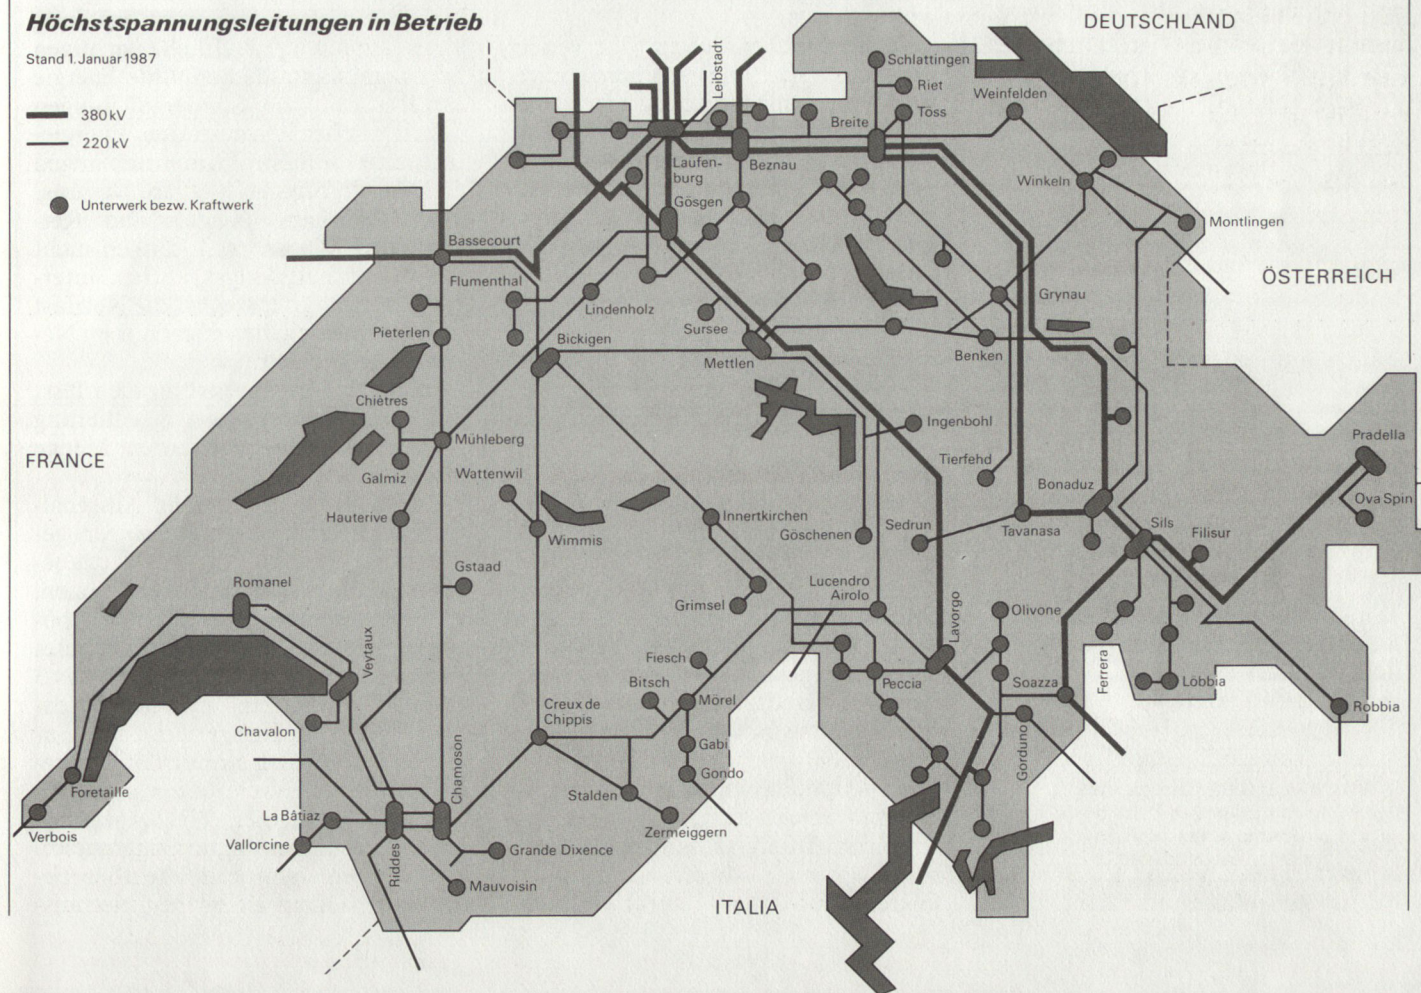 Höchstspannungsleitungen in Betrieb
Stand 1. Januar 1987
380 kV
220 kV
Unterwerk bezw. Kraftwerk
DEUTSCHLAND
ÖSTERREICH
FRANCE
ITALIA
Leibstadt
Schlattingen
Riet
Töss
Weinfelden
Breite
Laufen-
burg
Beznau
Winkeln
Montlingen
Gösgen
Bassecourt
Flumenthal
Lindenholz
Sursee
Grynau
Pieterlen
Bickigen
Mettlen
Benken
Chiètres
Mühleberg
Ingenbohl
Galmiz
Wattenwil
Tierfehd
Pradella
Bonaduz
Ova Spin
Hauterive
Wimmis
Innertkirchen
Göschenen
Sedrun
Tavanasa
Sils
Filisur
Romanel
Gstaad
Grimsel
Lucendro
Airolo
Lavorgo
Olivone
Veytaux
Fiesch
Bitsch
Mörel
Peccia
Soazza
Ferrera
Löbbia
Robbia
Chavalon
Creux de
Chippis
Gabi
Gondo
Gorduno
Foretaille
Verbois
Chamoson
Stalden
Zermeiggern
La Bâtiaz
Vallorcine
Riddes
Grande Dixence
Mauvoisin